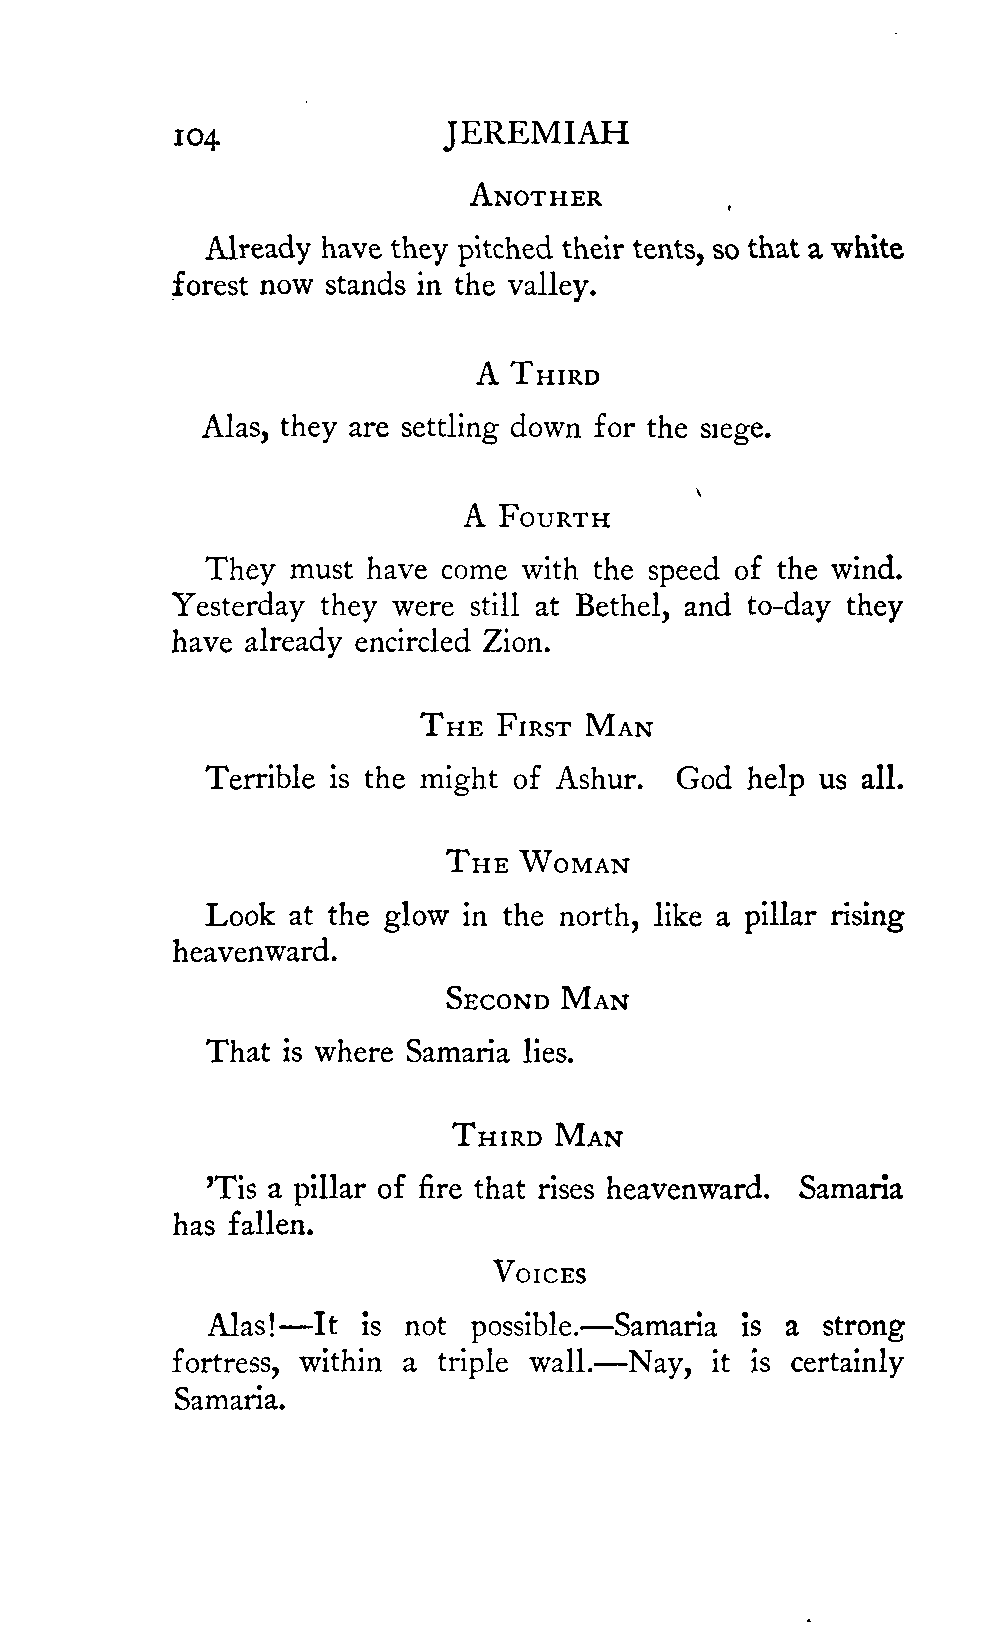 104 JEREMIAH
Another
Already have they pitched their tents, so that a white
forest now stands in the valley.
A Third
Alas, they are settling down for the siege.
A Fourth
They must have come with the speed of the wind.
Yesterday they were still at Bethel, and to-day they
have already encircled Zion.
The First Man
Terrible is the might of Ashur. God help us all.
The Woman
Look at the glow in the north, like a pillar rising
heavenward.
Second Man
That is where Samaria lies.
Third Man
’Tis a pillar of fire that rises heavenward. Samaria
has fallen.
Voices
Alas!—It is not possible.—Samaria is a strong
fortress, within a triple wall.—Nay, it is certainly
Samaria.